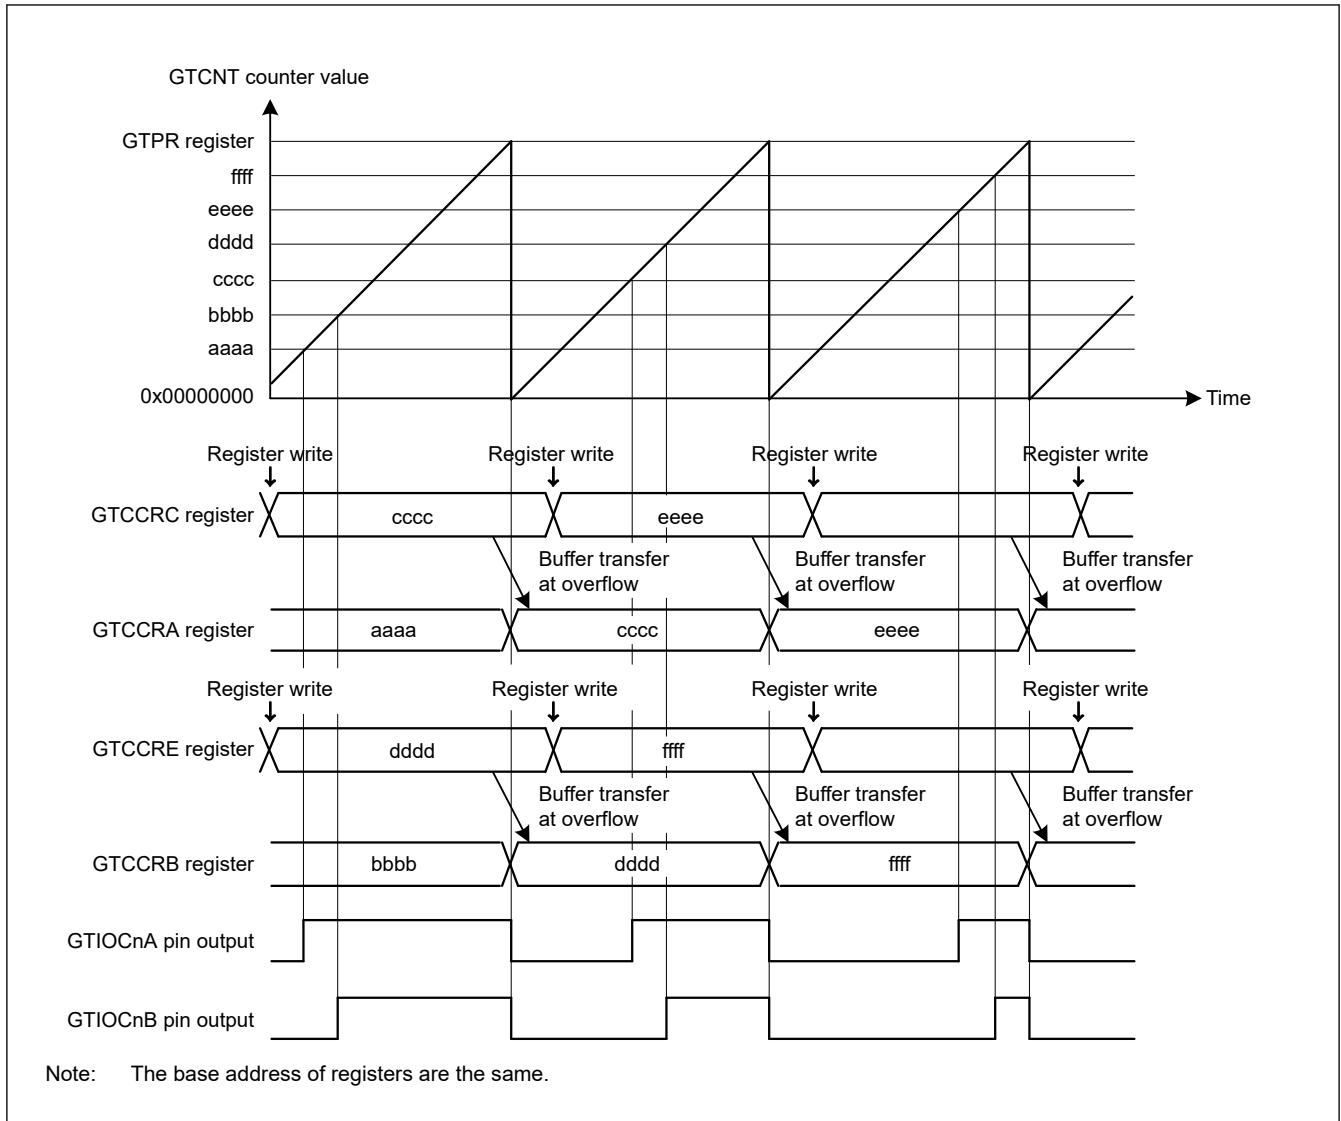 GTCNT counter value
GTPR register
ffff
eeee
dddd
cccc
bbbb
aaaa
0x00000000
Time
Register write Register write Register write Register write
GTCCRC register cccc eeee
Buffer transfer Buffer transfer Buffer transfer
at overflow at overflow at overflow
GTCCRA register aaaa cccc eeee
Register write Register write Register write Register write
GTCCRE register dddd ffff
Buffer transfer Buffer transfer Buffer transfer
at overflow at overflow at overflow
GTCCRB register bbbb dddd ffff
GTIOCnA pin output
GTIOCnB pin output
Note: The base address of registers are the same.